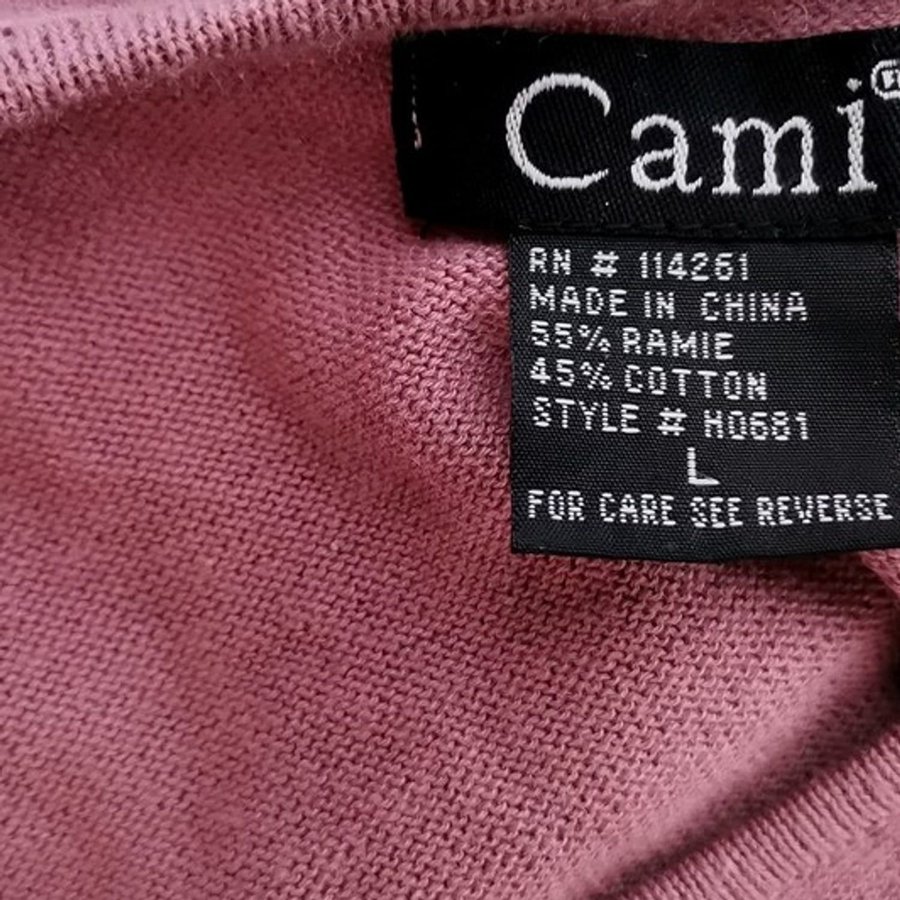 Cami
RN # 114261
MADE IN CHINA
55% RAMIE
45% COTTON
STYLE # H0681
L
FOR CARE SEE REVERSE